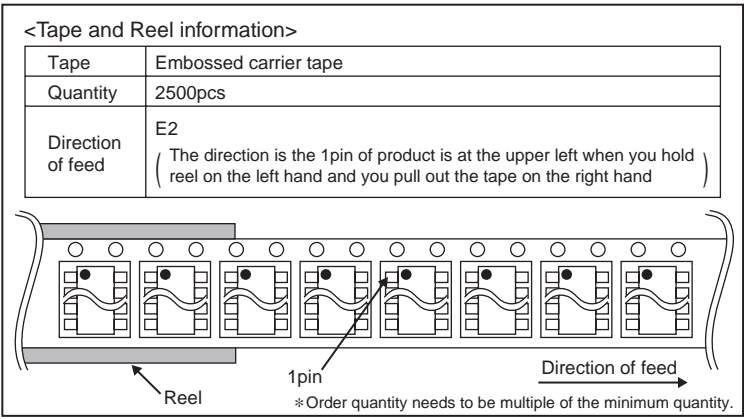 <Tape and Reel information>
Tape Embossed carrier tape
Quantity 2500pcs
Direction of feed E2
( The direction is the 1pin of product is at the upper left when you hold
reel on the left hand and you pull out the tape on the right hand )
1pin
Reel
Direction of feed
*Order quantity needs to be multiple of the minimum quantity.